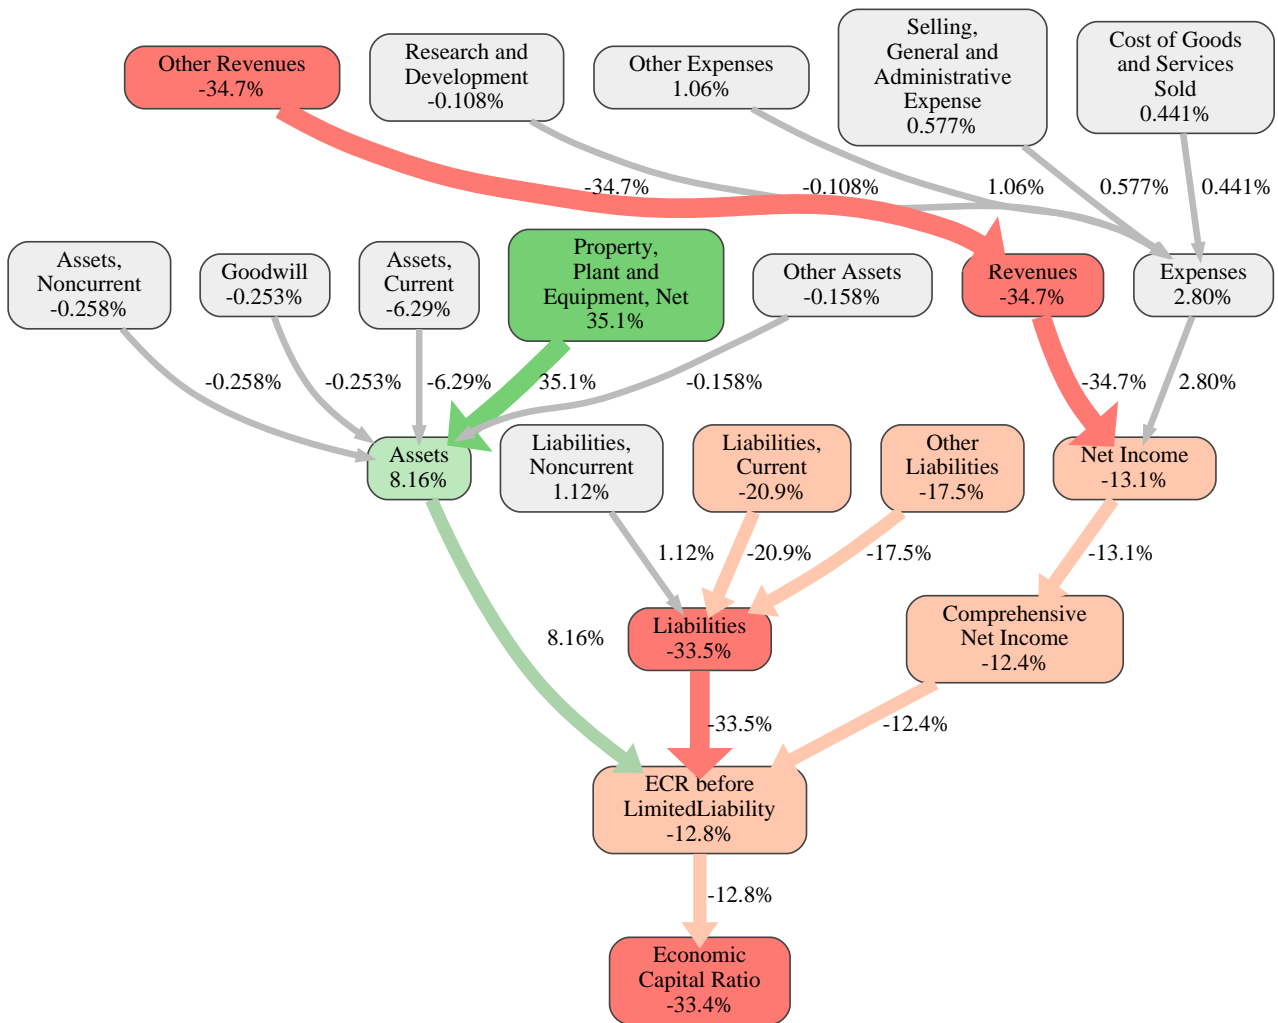 Other Revenues
-34.7%
Research and
Development
-0.108%
Other Expenses
1.06%
Selling,
General and
Administrative
Expense
0.577%
Cost of Goods
and Services
Sold
0.441%
-34.7%
-0.108%
1.06%
0.577%
0.441%
Assets,
Noncurrent
-0.258%
Goodwill
-0.253%
Assets,
Current
-6.29%
Property,
Plant and
Equipment, Net
35.1%
Other Assets
-0.158%
Revenues
-34.7%
Expenses
2.80%
-0.258%
-0.253%
-6.29%
35.1%
-0.158%
-34.7%
2.80%
Assets
8.16%
Liabilities,
Noncurrent
1.12%
Liabilities,
Current
-20.9%
Other
Liabilities
-17.5%
Net Income
-13.1%
1.12%
-20.9%
-17.5%
-13.1%
8.16%
Liabilities
-33.5%
Comprehensive
Net Income
-12.4%
-33.5%
-12.4%
ECR before
LimitedLiability
-12.8%
-12.8%
Economic
Capital Ratio
-33.4%